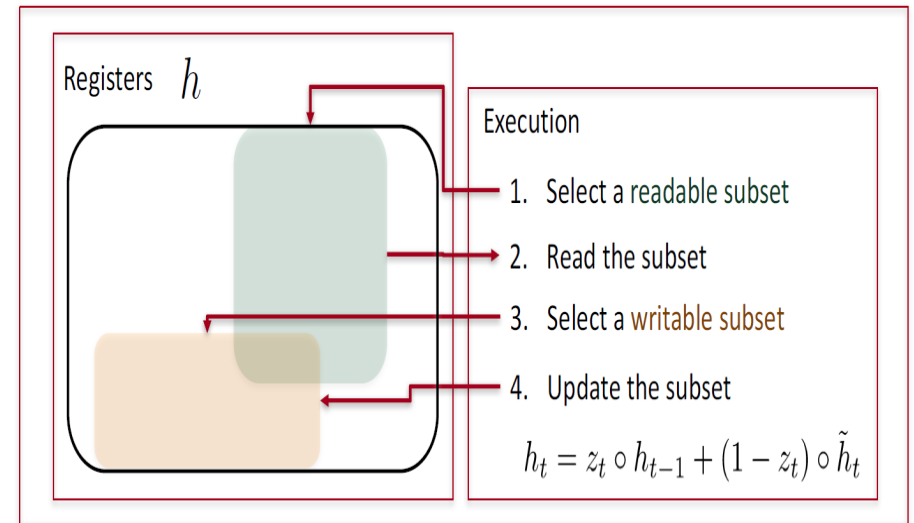 Registers h
Execution
1. Select a readable subset
2. Read the subset
3. Select a writable subset
4. Update the subset
h_t = z_t ∘ h_{t−1} + (1 − z_t) ∘ h̃_t